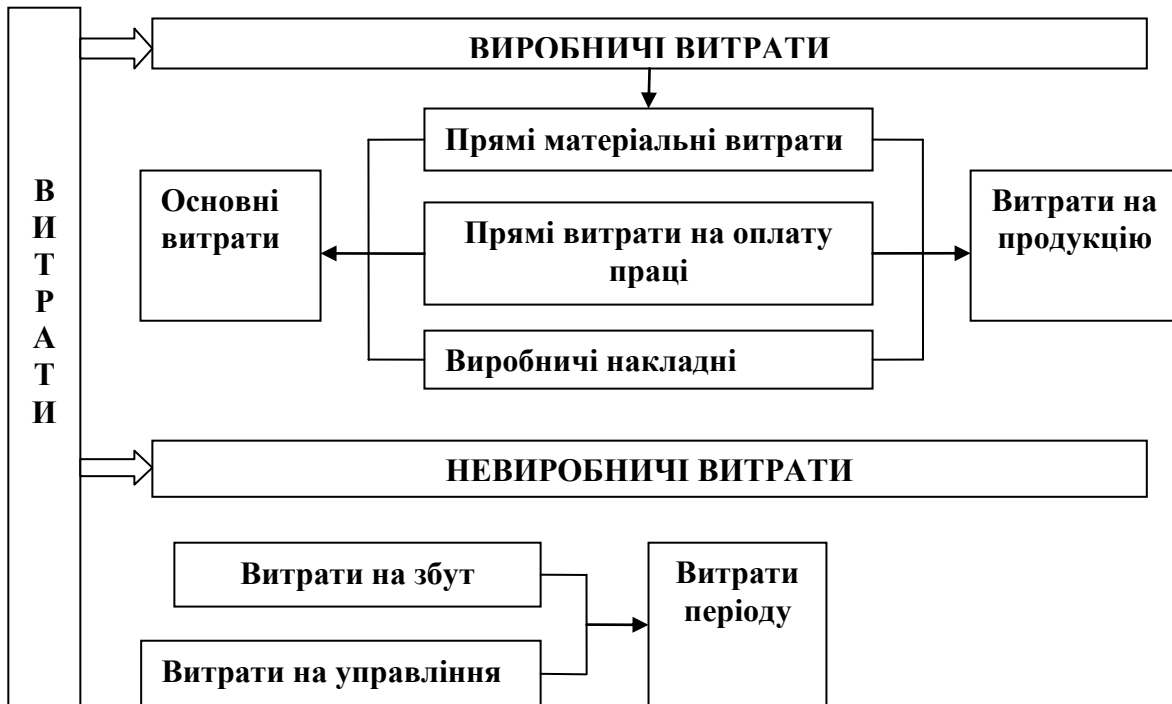 ВИТРАТИ
ВИРОБНИЧІ ВИТРАТИ
Прямі матеріальні витрати
Основні
витрати
Прямі витрати на оплату
праці
Витрати на
продукцію
Виробничі накладні
НЕВИРОБНИЧІ ВИТРАТИ
Витрати на збут
Витрати
періоду
Витрати на управління